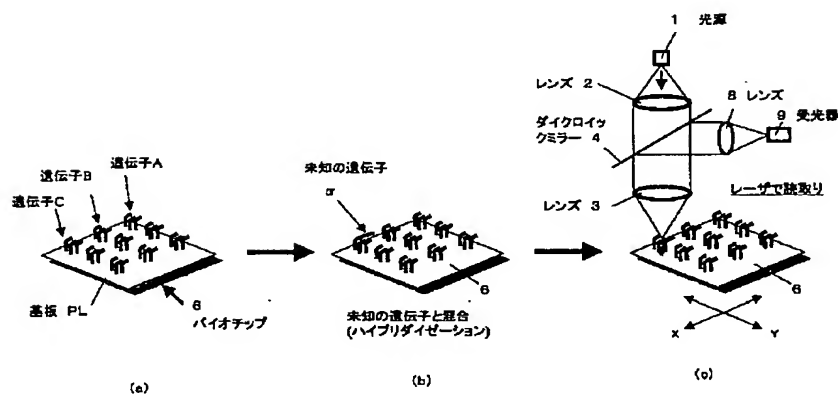 遺伝子A
遺伝子B
遺伝子C
基板 PL
6
バイオチップ
(a)
未知の遺伝子
σ
6
未知の遺伝子と混合
(ハイブリダイゼーション)
(b)
1 光源
レンズ 2
8 レンズ
9 受光器
ダイクロイッ
クミラー 4
レンズ 3
レーザで読取り
6
X
Y
(c)